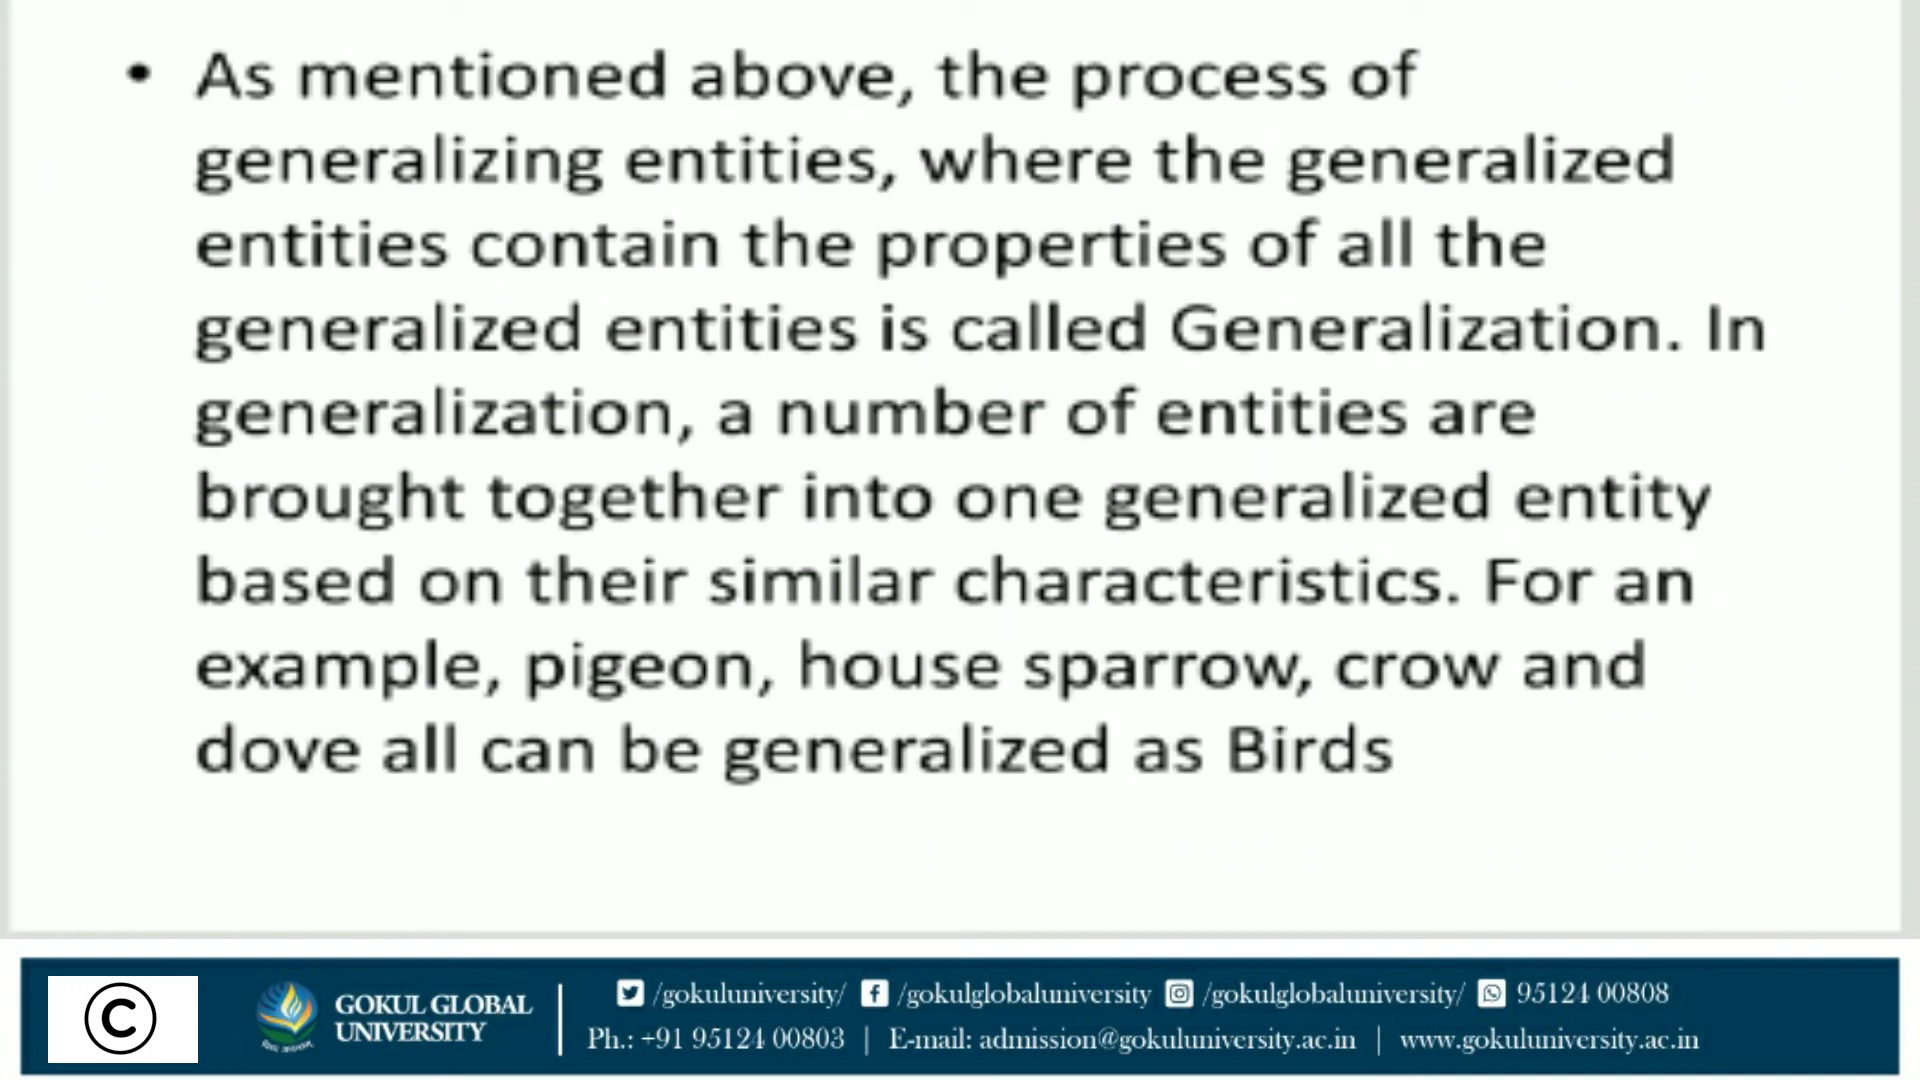 • As mentioned above, the process of
generalizing entities, where the generalized
entities contain the properties of all the
generalized entities is called Generalization. In
generalization, a number of entities are
brought together into one generalized entity
based on their similar characteristics. For an
example, pigeon, house sparrow, crow and
dove all can be generalized as Birds
©
GOKUL GLOBAL
UNIVERSITY
/gokuluniversity/ /gokulglobaluniversity /gokulglobaluniversity/ 95124 00808
Ph.: +91 95124 00803 | E-mail: admission@gokuluniversity.ac.in | www.gokuluniversity.ac.in